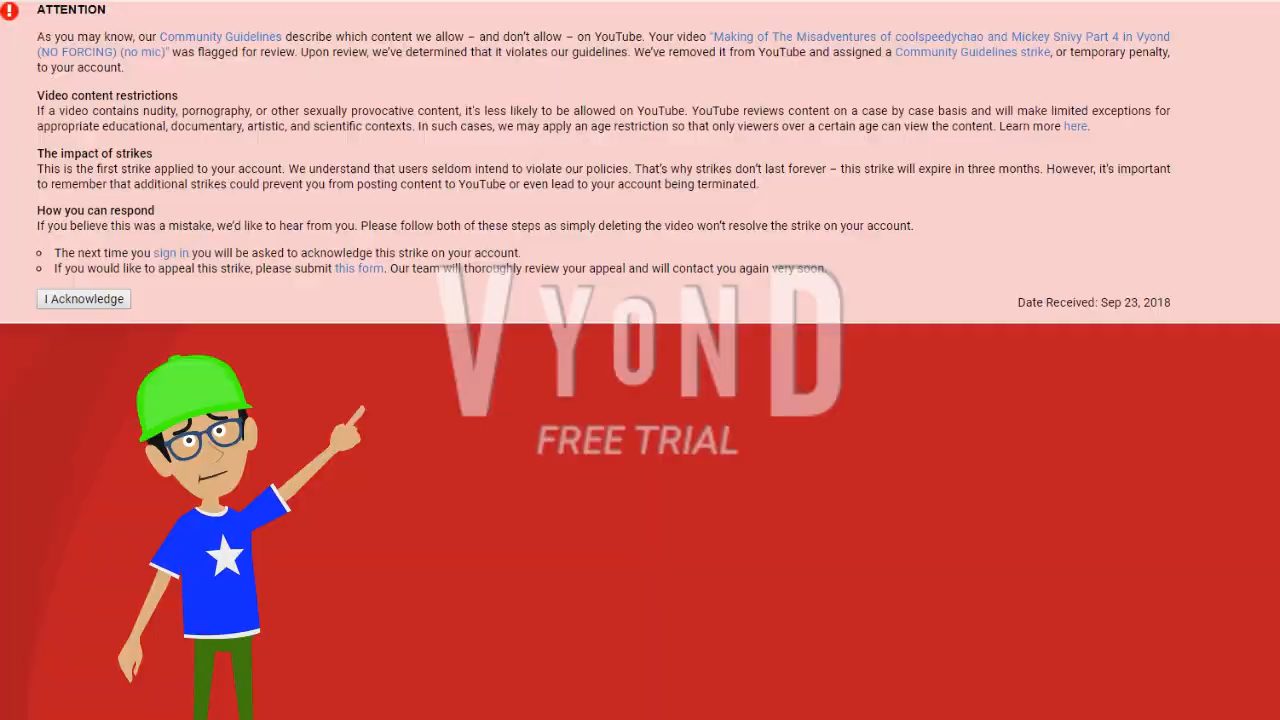 ATTENTION
As you may know, our Community Guidelines describe which content we allow – and don't allow – on YouTube. Your video "Making of The Misadventures of coolspeedychao and Mickey Snivy Part 4 in Vyond
(NO FORCING) (no mic)" was flagged for review. Upon review, we've determined that it violates our guidelines. We've removed it from YouTube and assigned a Community Guidelines strike, or temporary penalty,
to your account.
Video content restrictions
If a video contains nudity, pornography, or other sexually provocative content, it's less likely to be allowed on YouTube. YouTube reviews content on a case by case basis and will make limited exceptions for
appropriate educational, documentary, artistic, and scientific contexts. In such cases, we may apply an age restriction so that only viewers over a certain age can view the content. Learn more here.
The impact of strikes
This is the first strike applied to your account. We understand that users seldom intend to violate our policies. That's why strikes don't last forever – this strike will expire in three months. However, it's important
to remember that additional strikes could prevent you from posting content to YouTube or even lead to your account being terminated.
How you can respond
If you believe this was a mistake, we'd like to hear from you. Please follow both of these steps as simply deleting the video won't resolve the strike on your account.
The next time you sign in you will be asked to acknowledge this strike on your account.
If you would like to appeal this strike, please submit this form. Our team will thoroughly review your appeal and will contact you again very soon.
I Acknowledge
Date Received: Sep 23, 2018
VYOND
FREE TRIAL